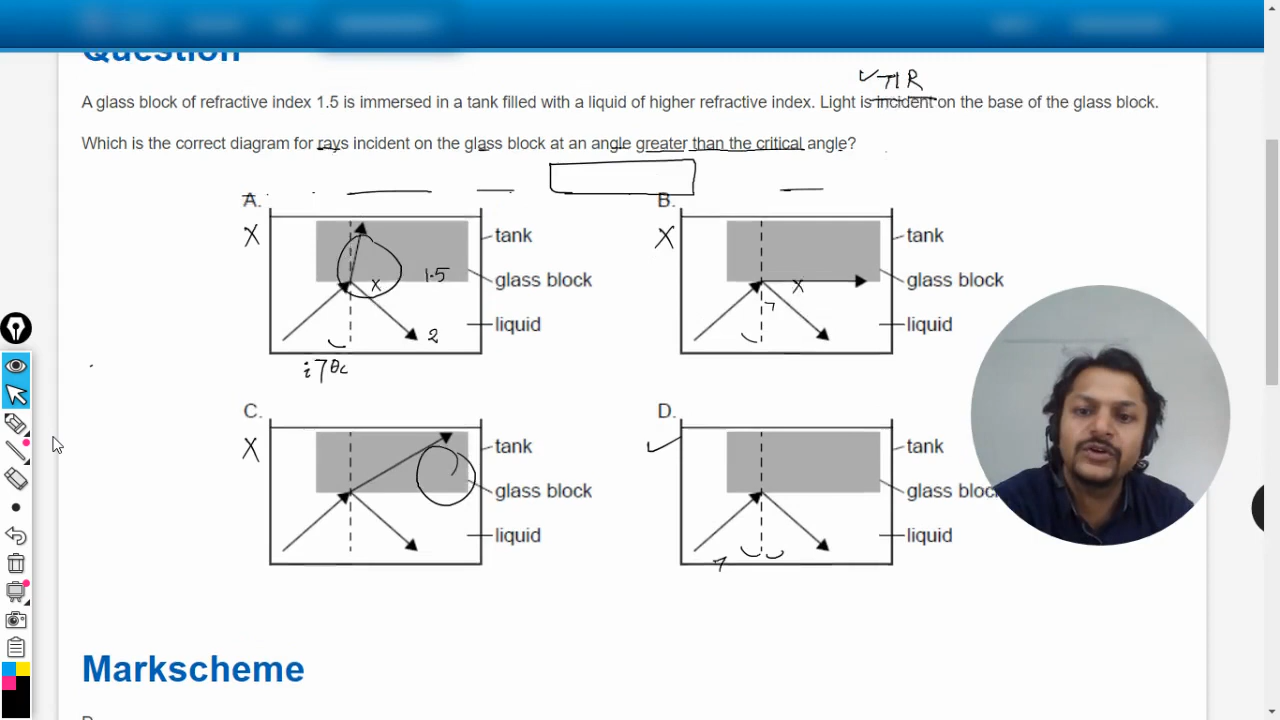 Question
TIR
A glass block of refractive index 1.5 is immersed in a tank filled with a liquid of higher refractive index. Light is incident on the base of the glass block.
Which is the correct diagram for rays incident on the glass block at an angle greater than the critical angle?
A.
B.
X
tank
1.5
glass block
X
liquid
2
i > θc
X
tank
glass block
X
liquid
C.
D.
X
tank
glass block
liquid
tank
glass block
liquid
Markscheme